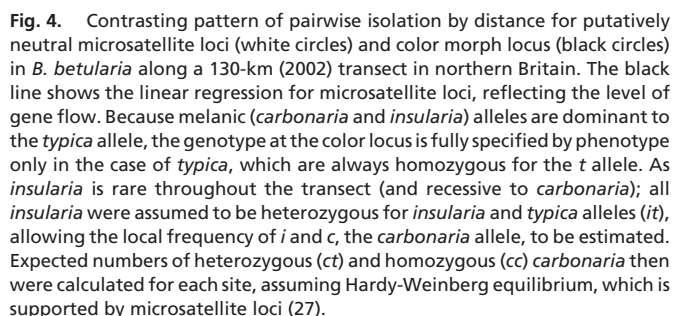 Fig. 4. Contrasting pattern of pairwise isolation by distance for putatively
neutral microsatellite loci (white circles) and color morph locus (black circles)
in B. betularia along a 130-km (2002) transect in northern Britain. The black
line shows the linear regression for microsatellite loci, reflecting the level of
gene flow. Because melanic (carbonaria and insularia) alleles are dominant to
the typica allele, the genotype at the color locus is fully specified by phenotype
only in the case of typica, which are always homozygous for the t allele. As
insularia is rare throughout the transect (and recessive to carbonaria); all
insularia were assumed to be heterozygous for insularia and typica alleles (it),
allowing the local frequency of i and c, the carbonaria allele, to be estimated.
Expected numbers of heterozygous (ct) and homozygous (cc) carbonaria then
were calculated for each site, assuming Hardy-Weinberg equilibrium, which is
supported by microsatellite loci (27).